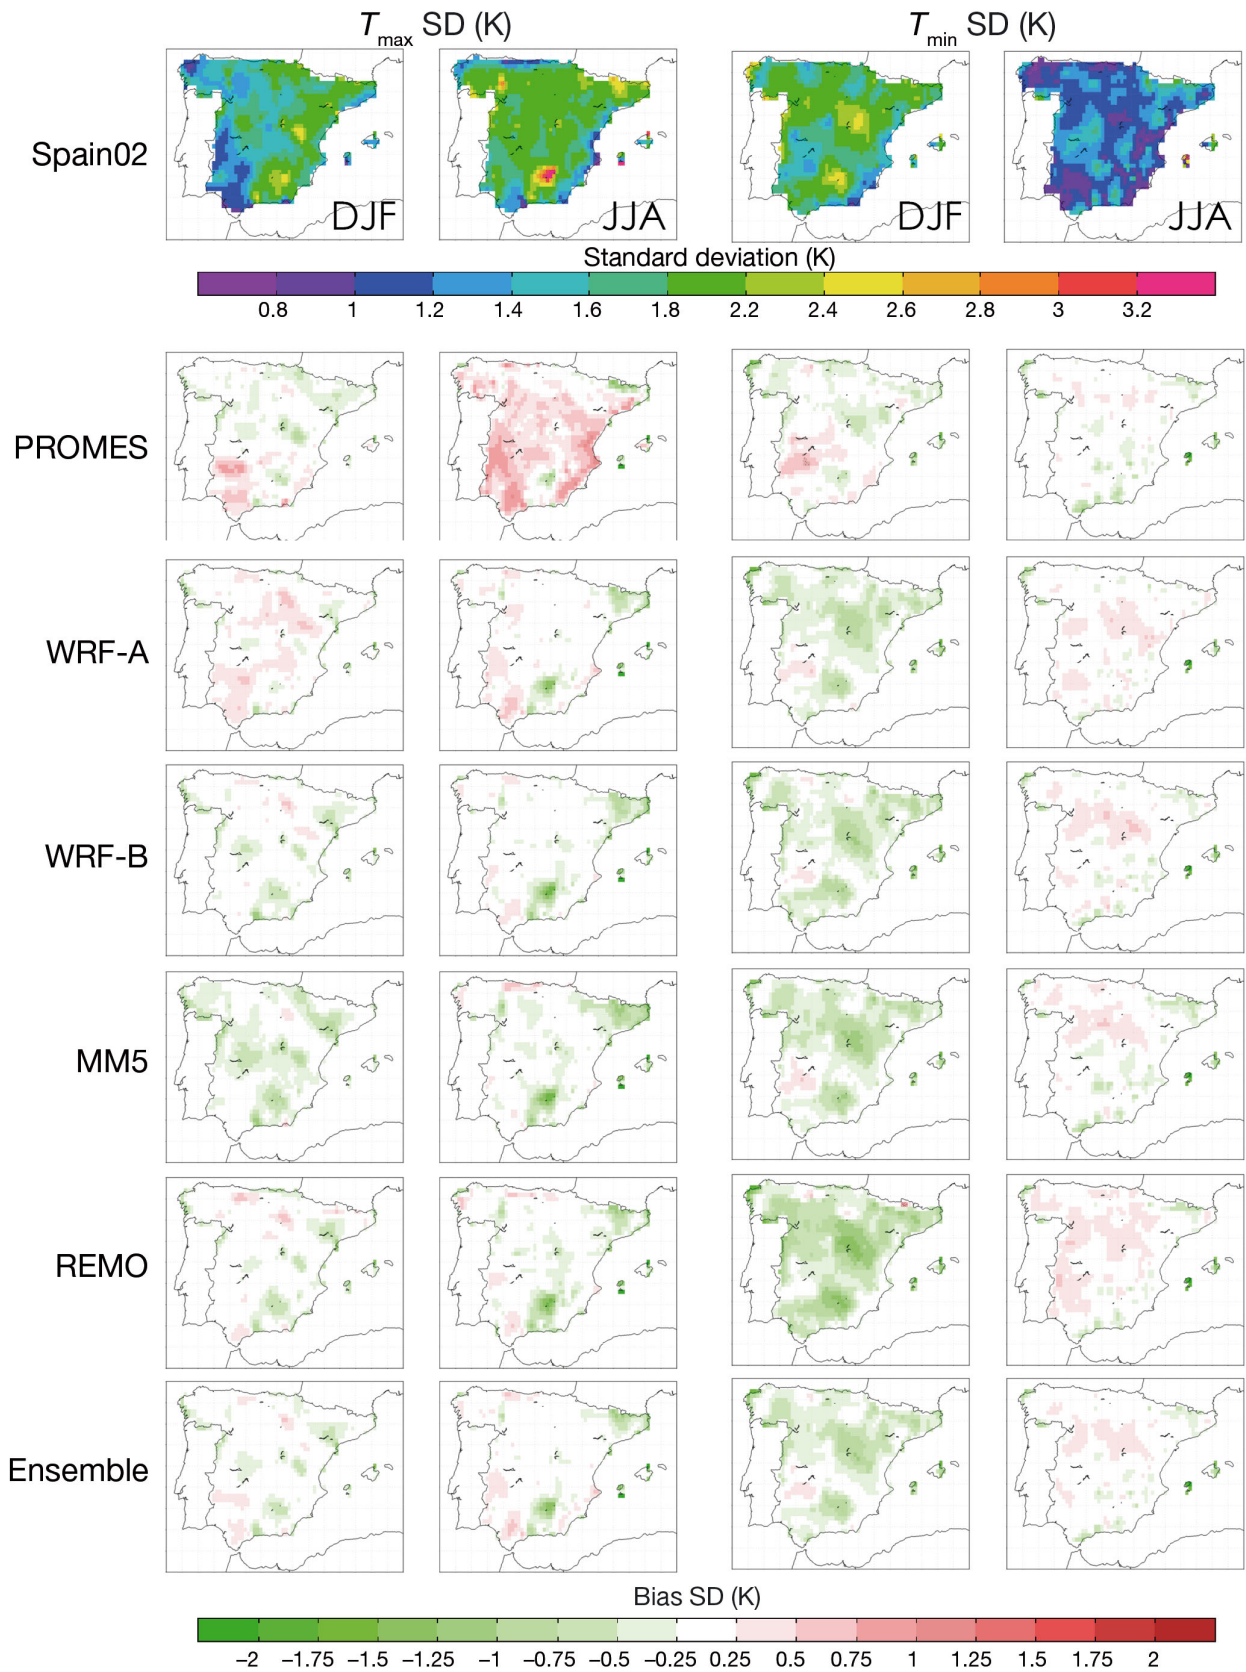 Tmax SD (K) Tmin SD (K)
Spain02
DJF JJA DJF JJA
Standard deviation (K)
0.8 1 1.2 1.4 1.6 1.8 2.2 2.4 2.6 2.8 3 3.2
PROMES
WRF-A
WRF-B
MM5
REMO
Ensemble
Bias SD (K)
−2 −1.75 −1.5 −1.25 −1 −0.75 −0.5 −0.25 0.25 0.5 0.75 1 1.25 1.5 1.75 2